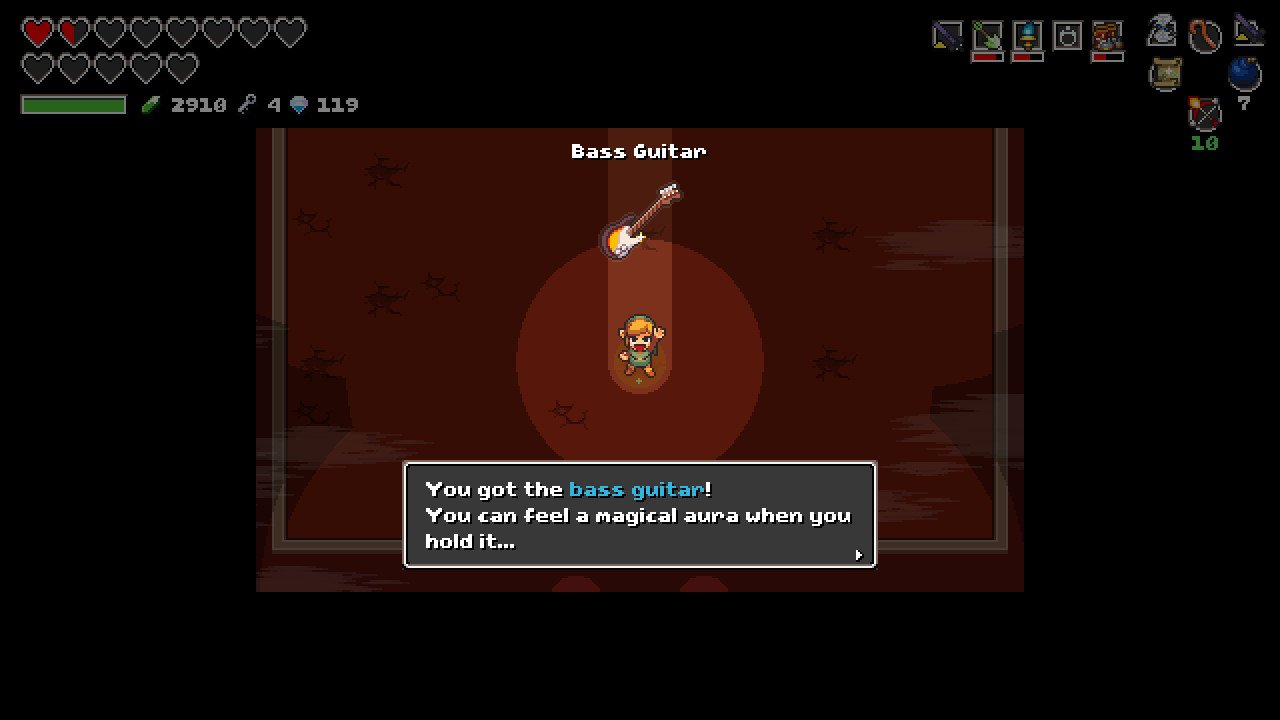 2910 4 119
7
10
Bass Guitar
You got the bass guitar!
You can feel a magical aura when you
hold it...